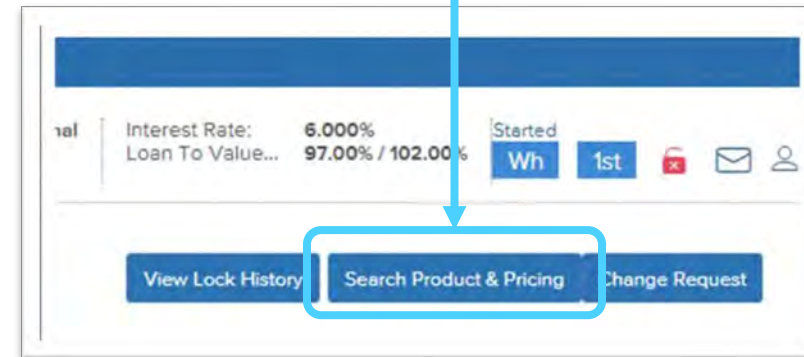 nal Interest Rate: 6.000% Started
Loan To Value... 97.00% / 102.00% Wh 1st
View Lock History Search Product & Pricing Change Request